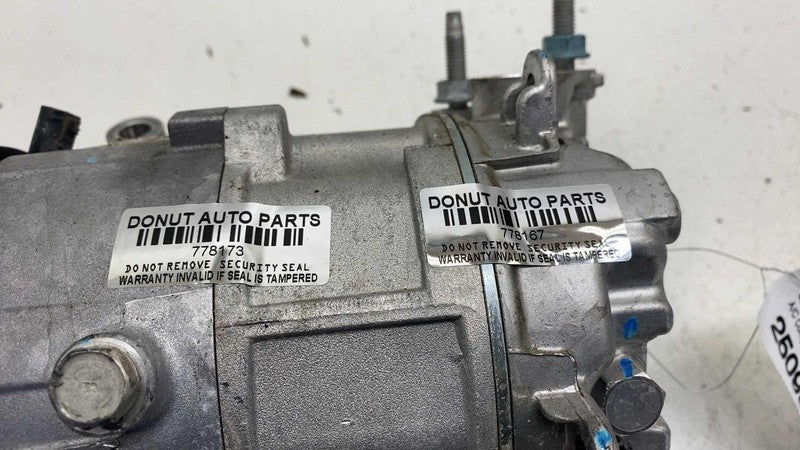 DONUT AUTO PARTS
778173
DO NOT REMOVE SECURITY SEAL
WARRANTY INVALID IF SEAL IS TAMPERED
DONUT AUTO PARTS
778167
DO NOT REMOVE SECURITY SEAL
WARRANTY INVALID IF SEAL IS TAMPERED